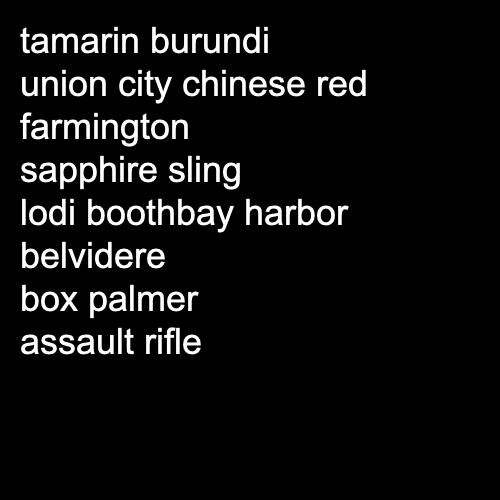 tamarin burundi
union city chinese red
farmington
sapphire sling
lodi boothbay harbor
belvidere
box palmer
assault rifle